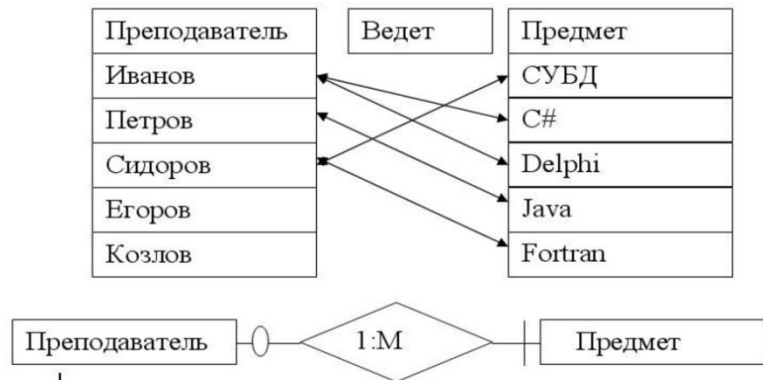 Преподаватель Ведет Предмет
Иванов СУБД
Петров C#
Сидоров Delphi
Егоров Java
Козлов Fortran
Преподаватель 1:М Предмет